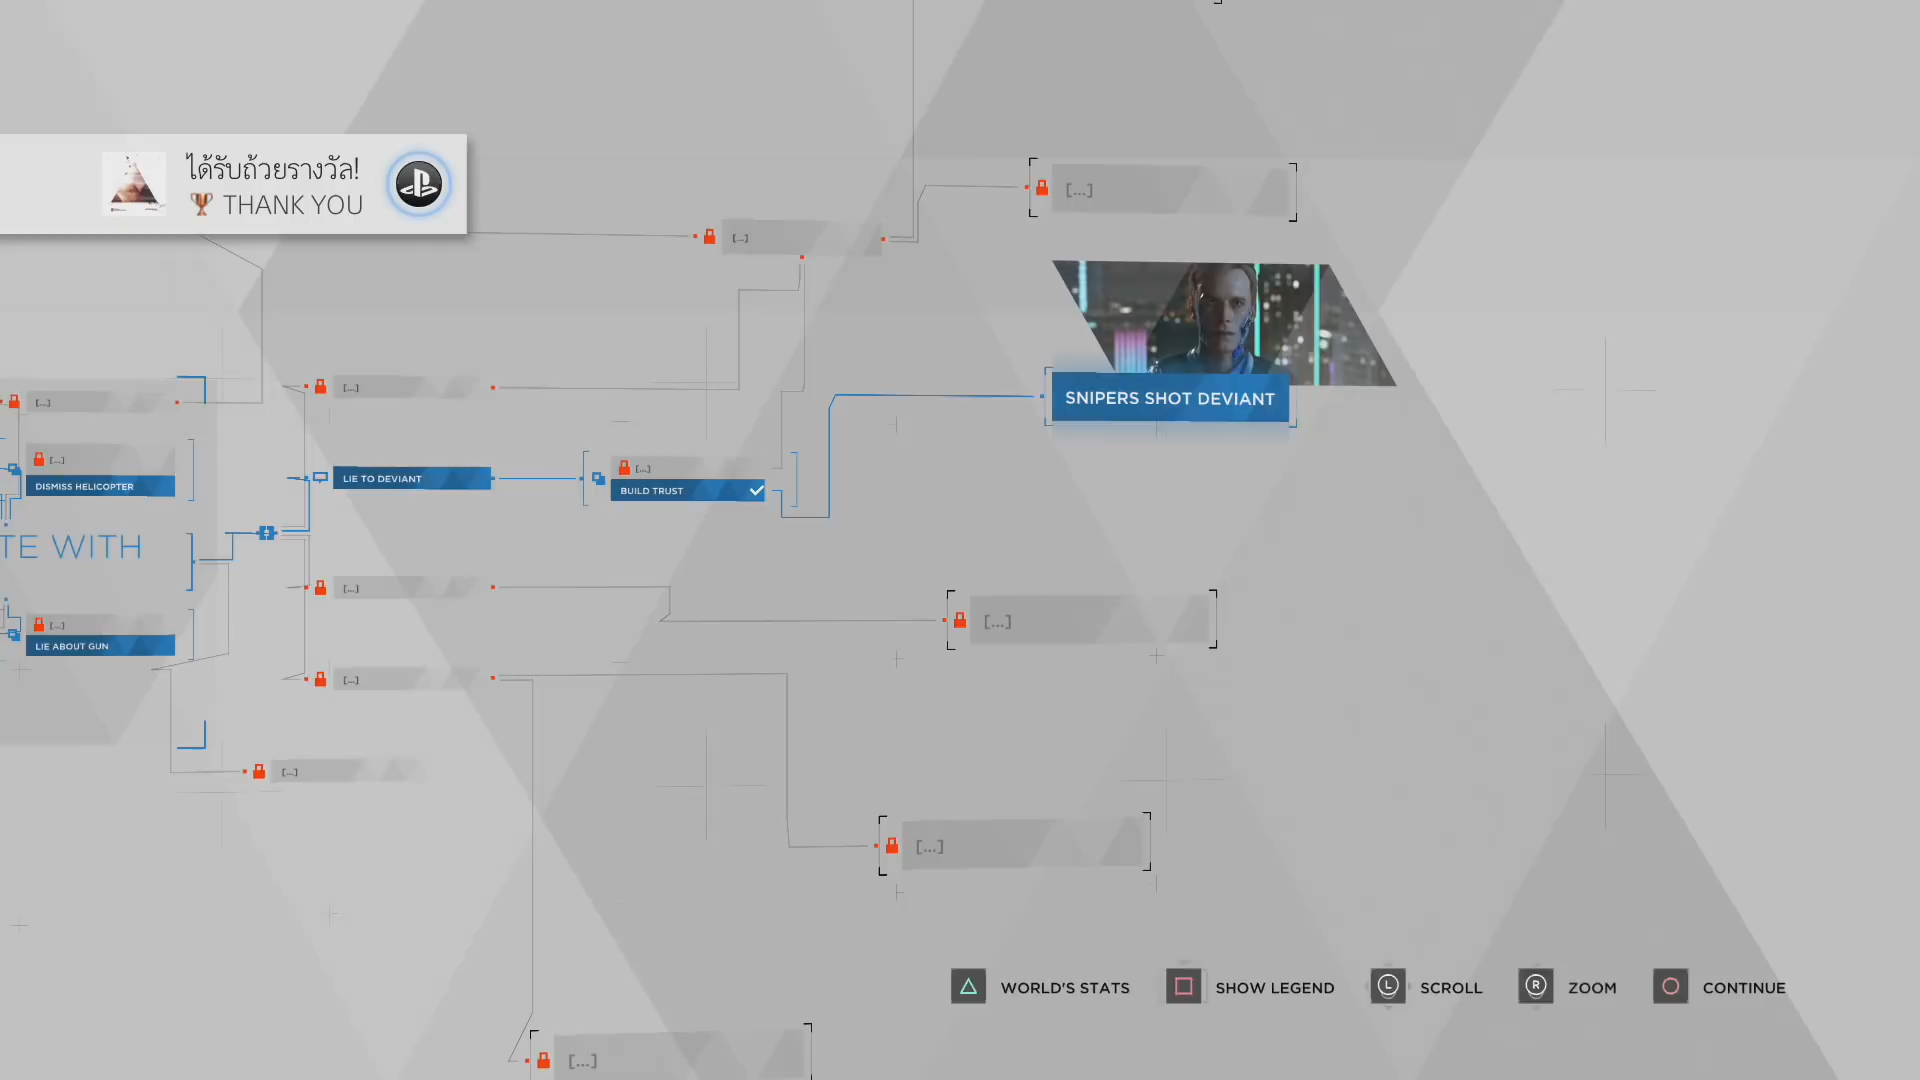 ได้รับถ้วยรางวัล!
THANK YOU
[...]
[...]
SNIPERS SHOT DEVIANT
[...]
[...]
[...]
DISMISS HELICOPTER
LIE TO DEVIANT
[...]
BUILD TRUST
TE WITH
[...]
[...]
[...]
LIE ABOUT GUN
[...]
[...]
[...]
[...]
WORLD'S STATS
SHOW LEGEND
L
SCROLL
R
ZOOM
CONTINUE